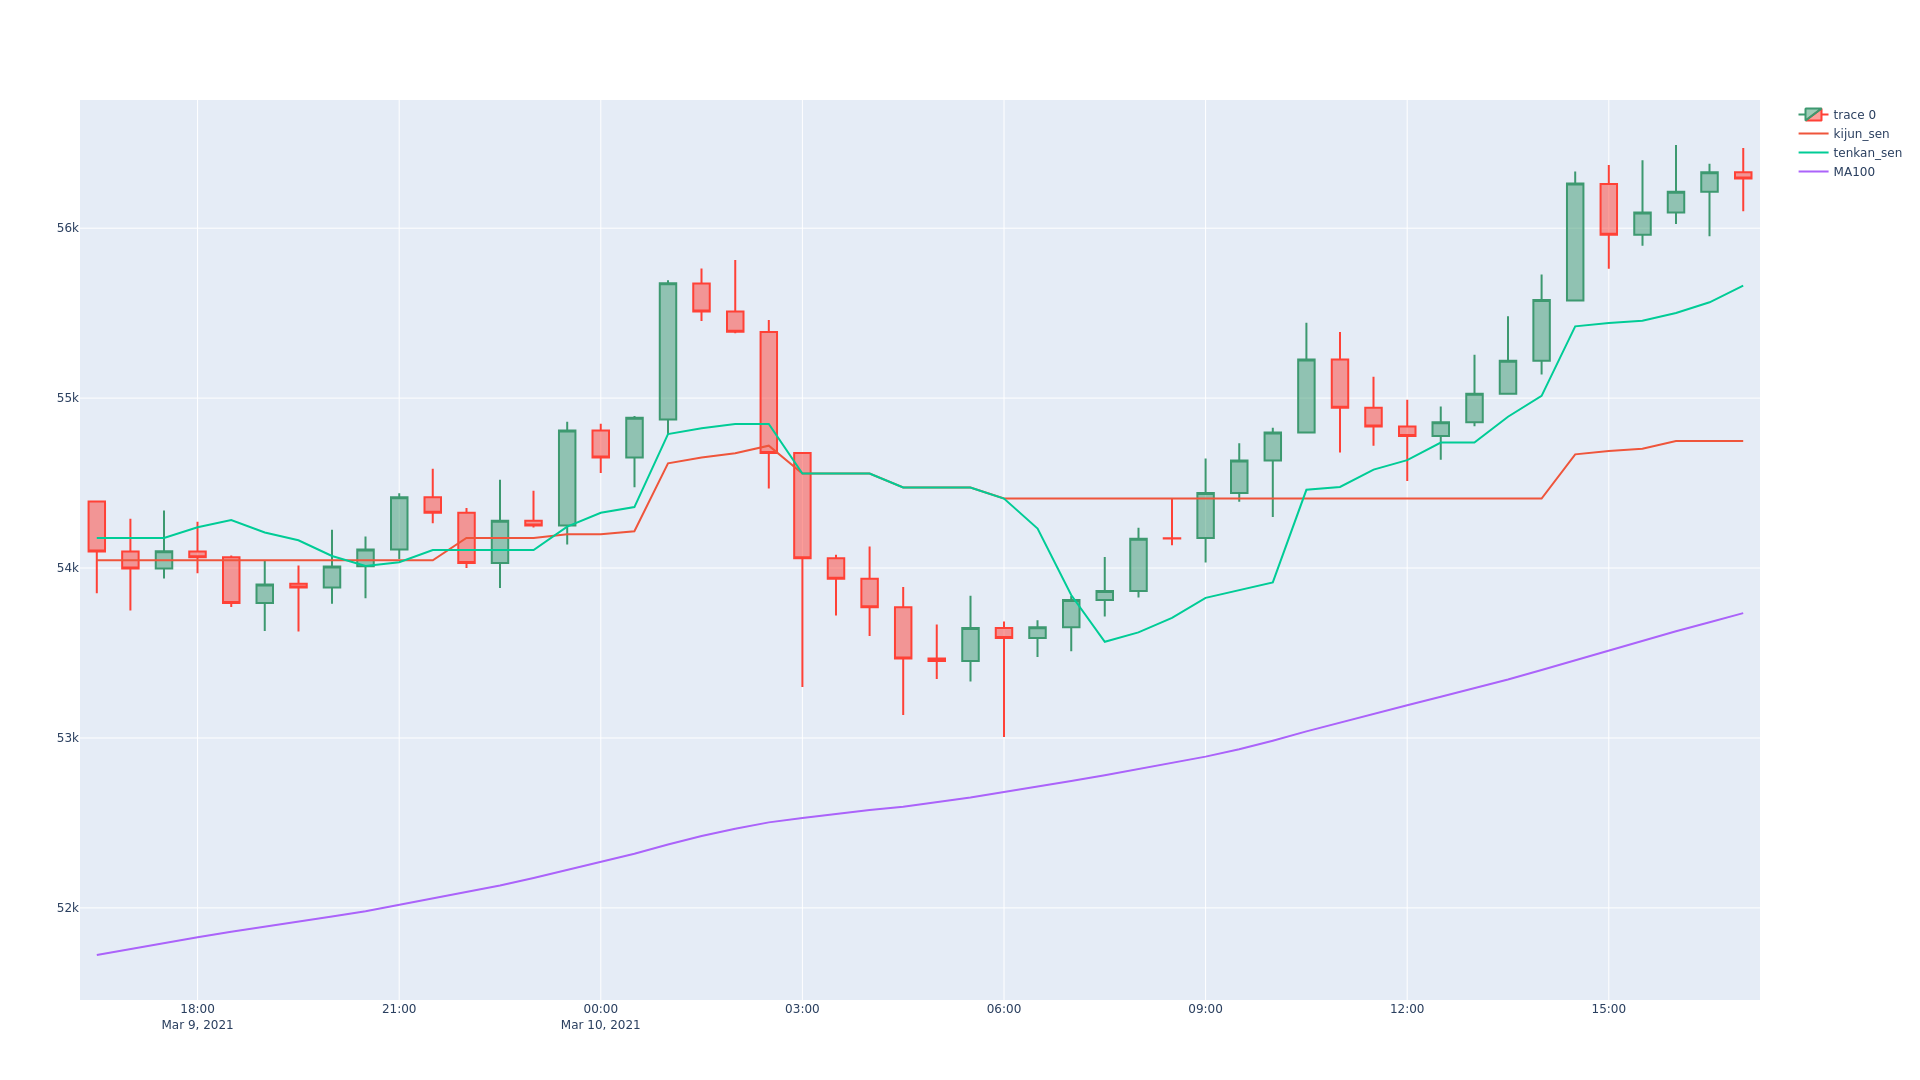 trace 0
kijun_sen
tenkan_sen
MA100
56k
55k
54k
53k
52k
18:00
Mar 9, 2021
21:00
00:00
Mar 10, 2021
03:00
06:00
09:00
12:00
15:00